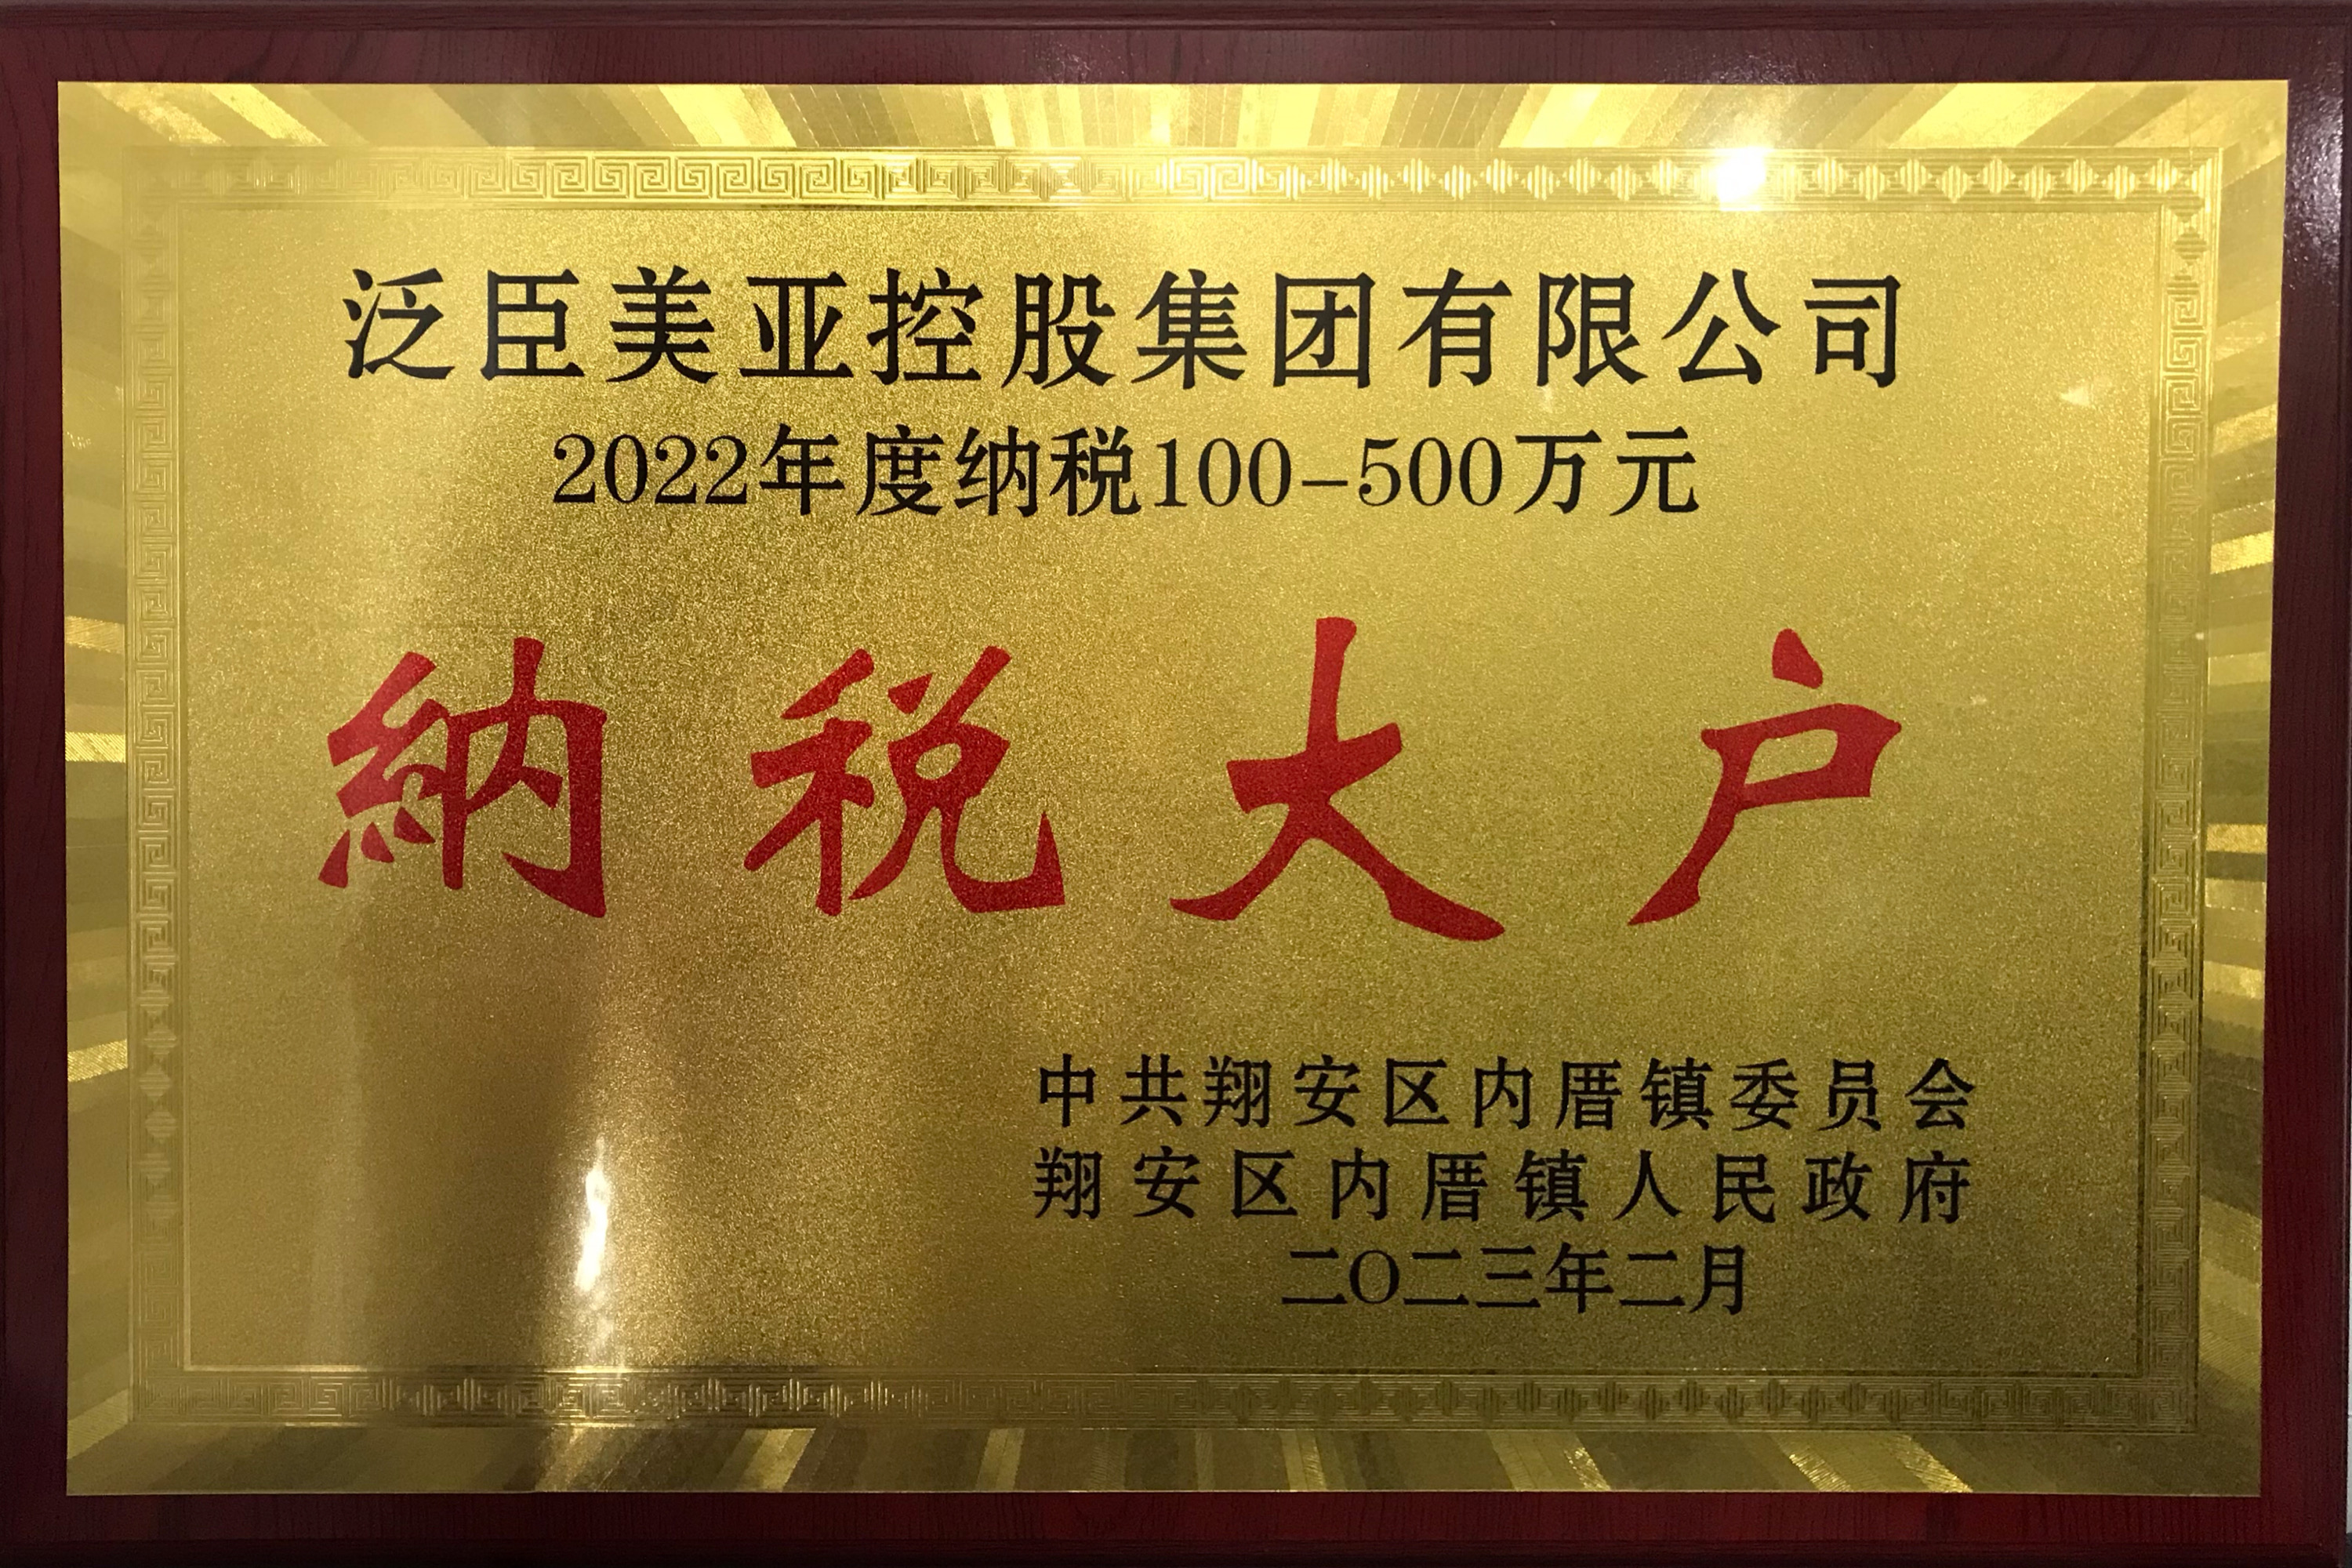 泛臣美亚控股集团有限公司
2022年度纳税100-500万元
納税大户
中共翔安区内厝镇委员会
翔安区内厝镇人民政府
二〇二三年二月